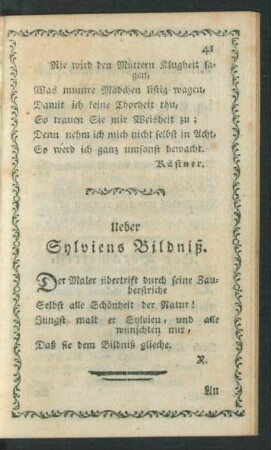 41
Nie wird den Müttern Klugheit sa-
gen,
Was muntre Mädchen listig wagen,
Damit ich keine Thorheit thu,
So trauen Sie mir Weisheit zu;
Denn nehm ich mich nicht selbst in Acht,
So werd ich ganz umsonst bewacht.
Kästner.
Ueber
Sylviens Bildniß.
Der Maler übertrift durch seine Zau-
berstriche
Selbst alle Schönheit der Natur!
Jüngst malt er Sylvien, und alle
wünschten nur,
Daß sie dem Bildniß gliche.
X.
An